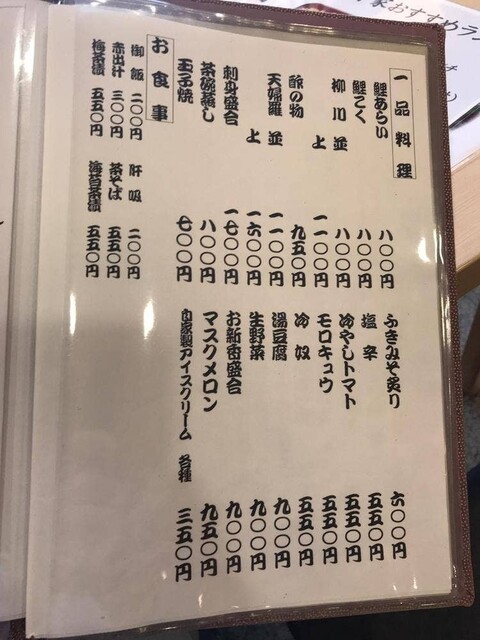 一品料理
鯉あらい 八〇〇円
鯉こく 八〇〇円
柳川 並 八〇〇円
上 一一〇〇円
酢の物 九五〇円
天婦羅 並 一一〇〇円
上 一六〇〇円
刺身盛合 一七〇〇円
茶碗蒸し 八〇〇円
玉子焼 七〇〇円
ふきみそ炙り 六〇〇円
塩辛 五五〇円
冷やしトマト 五五〇円
モロキュウ 五五〇円
冷奴 五五〇円
湯豆腐 九〇〇円
生野菜 九〇〇円
お新香盛合 九〇〇円
マスクメロン 九五〇円
自家製アイスクリーム 各種 三五〇円
お食事
御飯 二〇〇円
赤出汁 三〇〇円
梅茶漬 五五〇円
肝吸 二〇〇円
茶そば 五五〇円
海苔茶漬 五五〇円
家おすすめラン